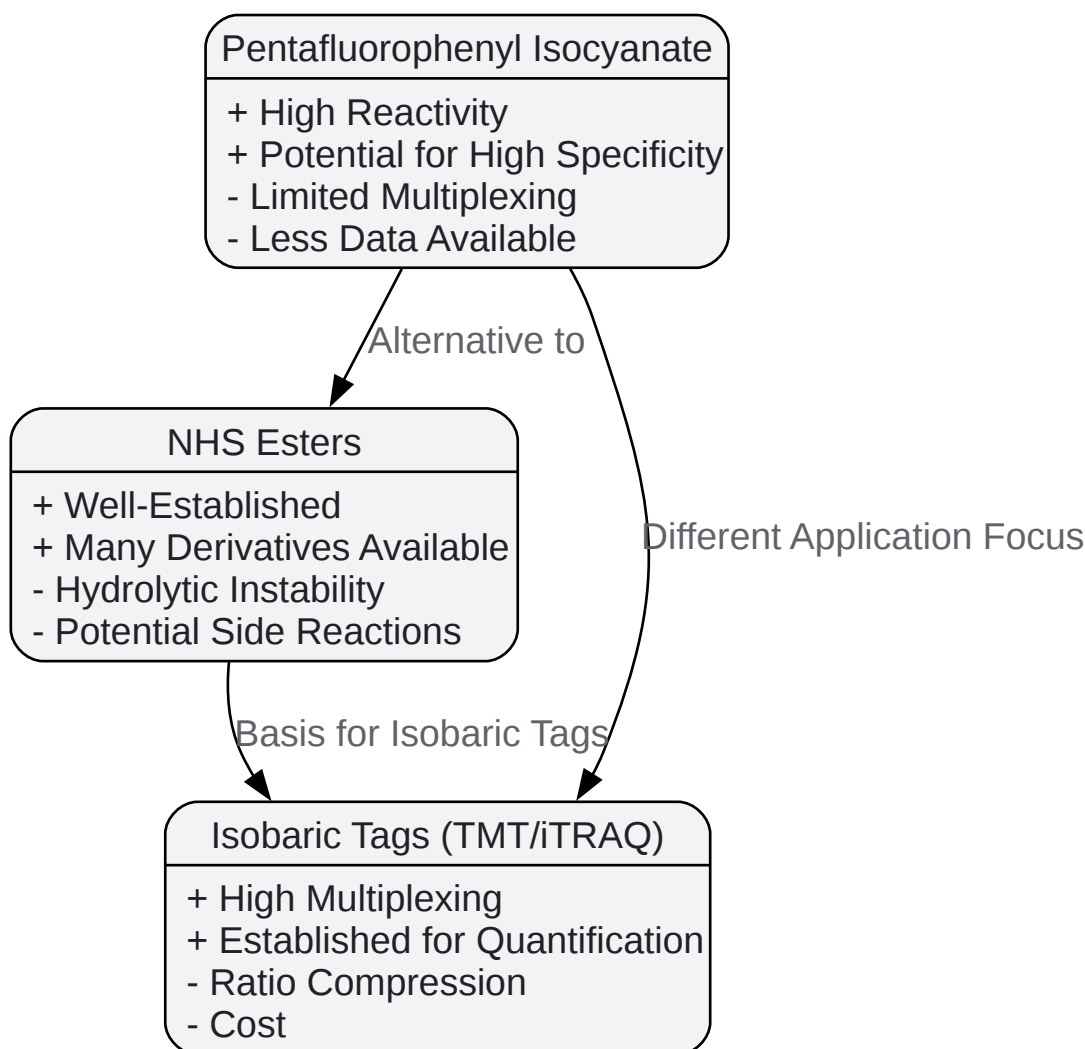 Pentafluorophenyl Isocyanate
+ High Reactivity
+ Potential for High Specificity
- Limited Multiplexing
- Less Data Available
Alternative to
NHS Esters
+ Well-Established
+ Many Derivatives Available
- Hydrolytic Instability
- Potential Side Reactions
Different Application Focus
Basis for Isobaric Tags
Isobaric Tags (TMT/iTRAQ)
+ High Multiplexing
+ Established for Quantification
- Ratio Compression
- Cost